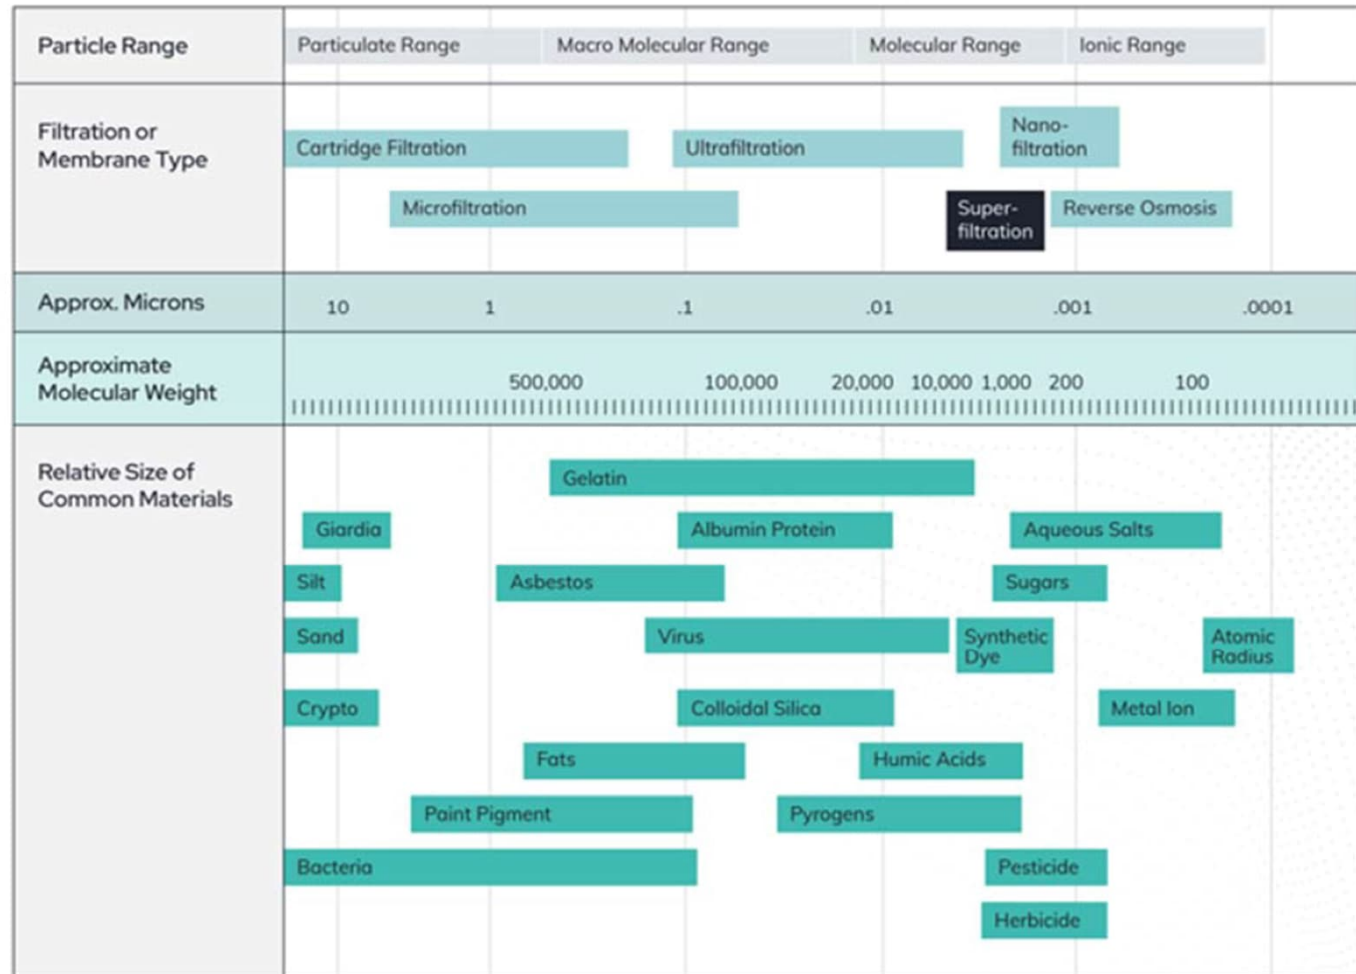 Particle Range
Particulate Range
Macro Molecular Range
Molecular Range
Ionic Range
Filtration or
Membrane Type
Cartridge Filtration
Ultrafiltration
Nano-
filtration
Microfiltration
Super-
filtration
Reverse Osmosis
Approx. Microns
10 1 .1 .01 .001 .0001
Approximate
Molecular Weight
500,000 100,000 20,000 10,000 1,000 200 100
Relative Size of
Common Materials
Gelatin
Giardia
Albumin Protein
Aqueous Salts
Silt
Asbestos
Sugars
Sand
Virus
Synthetic
Dye
Atomic
Radius
Crypto
Colloidal Silica
Metal Ion
Fats
Humic Acids
Paint Pigment
Pyrogens
Bacteria
Pesticide
Herbicide